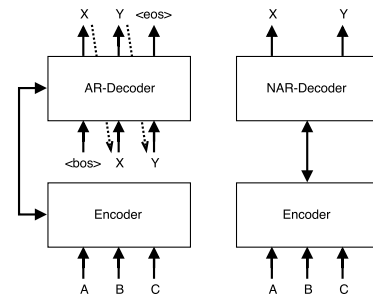 X Y <eos>
AR-Decoder
<bos> X Y
Encoder
A B C
X Y
NAR-Decoder
Encoder
A B C